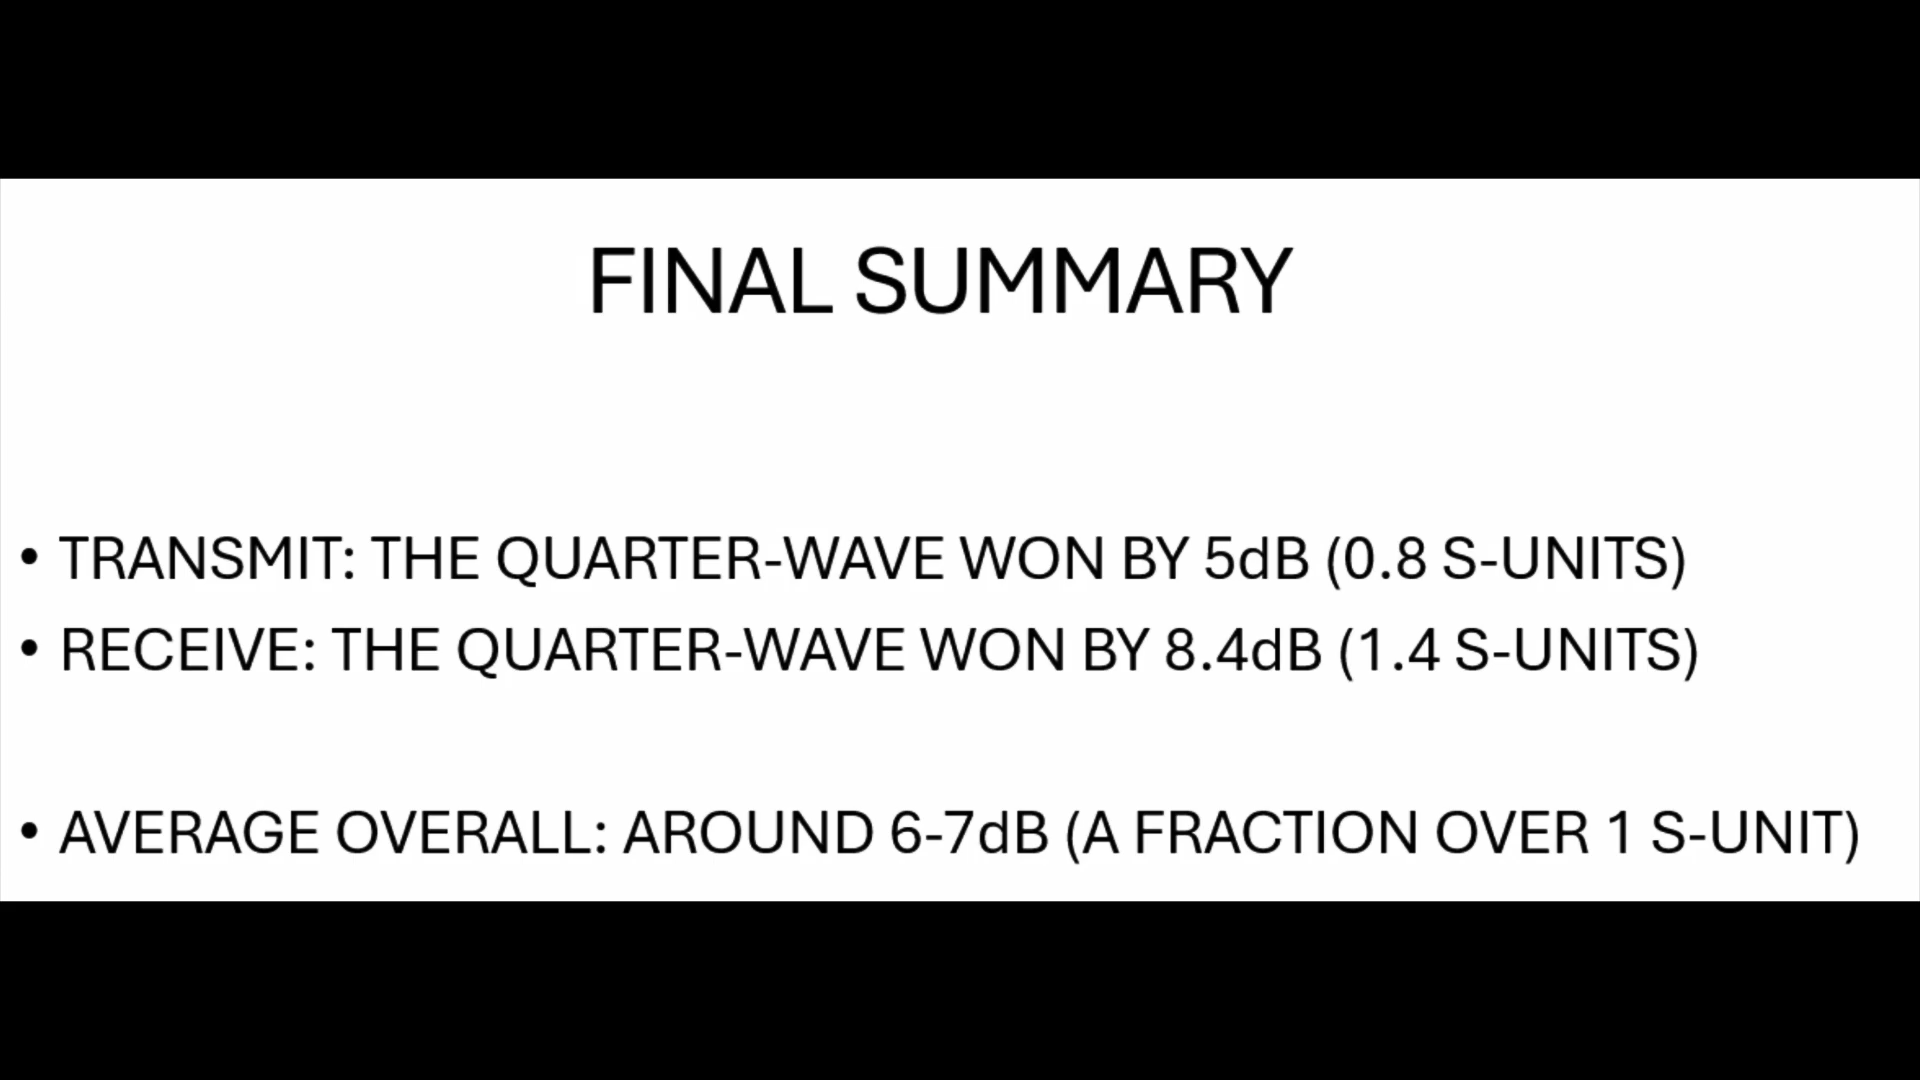 FINAL SUMMARY
• TRANSMIT: THE QUARTER-WAVE WON BY 5dB (0.8 S-UNITS)
• RECEIVE: THE QUARTER-WAVE WON BY 8.4dB (1.4 S-UNITS)
• AVERAGE OVERALL: AROUND 6-7dB (A FRACTION OVER 1 S-UNIT)